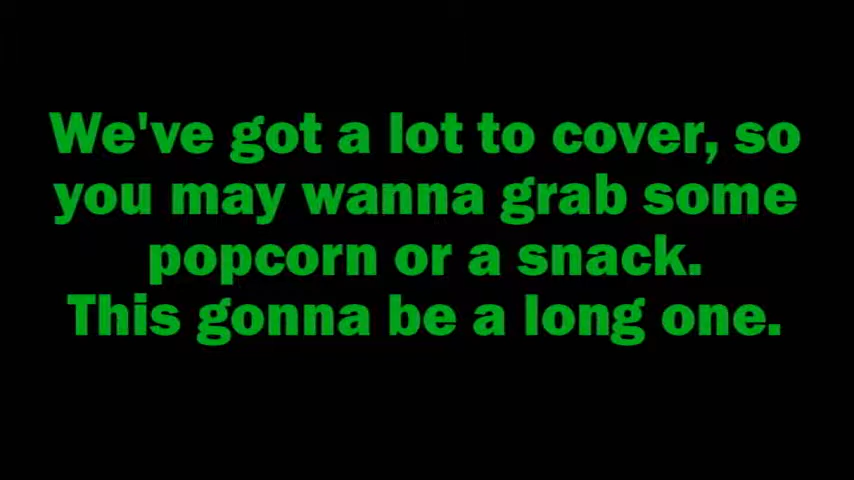 We've got a lot to cover, so
you may wanna grab some
popcorn or a snack.
This gonna be a long one.